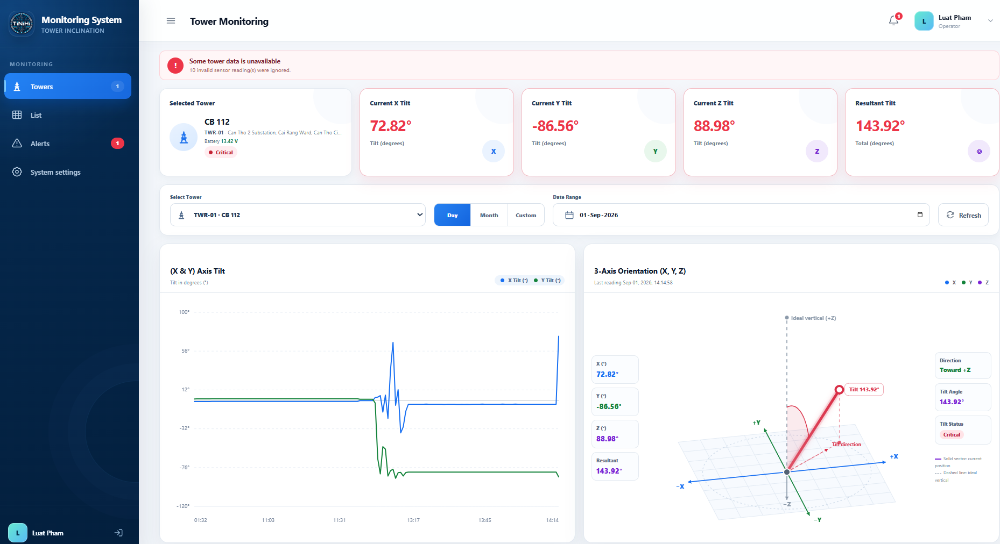 TiNiHi
Monitoring System
TOWER INCLINATION
MONITORING
Towers 1
List
Alerts 1
System settings
L Luat Pham
Tower Monitoring
1
L
Luat Pham
Operator
!
Some tower data is unavailable
10 invalid sensor reading(s) were ignored.
Selected Tower
CB 112
TWR-01 · Can Tho 2 Substation, Cai Rang Ward, Can Tho Ci...
Battery 13.42 V
Critical
Current X Tilt
72.82°
Tilt (degrees)
X
Current Y Tilt
-86.56°
Tilt (degrees)
Y
Current Z Tilt
88.98°
Tilt (degrees)
Z
Resultant Tilt
143.92°
Total (degrees)
Select Tower
TWR-01 · CB 112
Day Month Custom
Date Range
01-Sep-2026
Refresh
(X & Y) Axis Tilt
Tilt in degrees (°)
X Tilt (°) Y Tilt (°)
100°
56°
12°
-32°
-76°
-120°
01:32 11:03 11:31 13:17 13:45 14:14
3-Axis Orientation (X, Y, Z)
Last reading Sep 01, 2026, 14:14:58
X Y Z
X (°)
72.82°
Y (°)
-86.56°
Z (°)
88.98°
Resultant
143.92°
Ideal vertical (+Z)
Tilt 143.92°
+Y
Tilt direction
+X
−X
−Z
−Y
Direction
Toward +Z
Tilt Angle
143.92°
Tilt Status
Critical
Solid vector: current
position
Dashed line: ideal
vertical